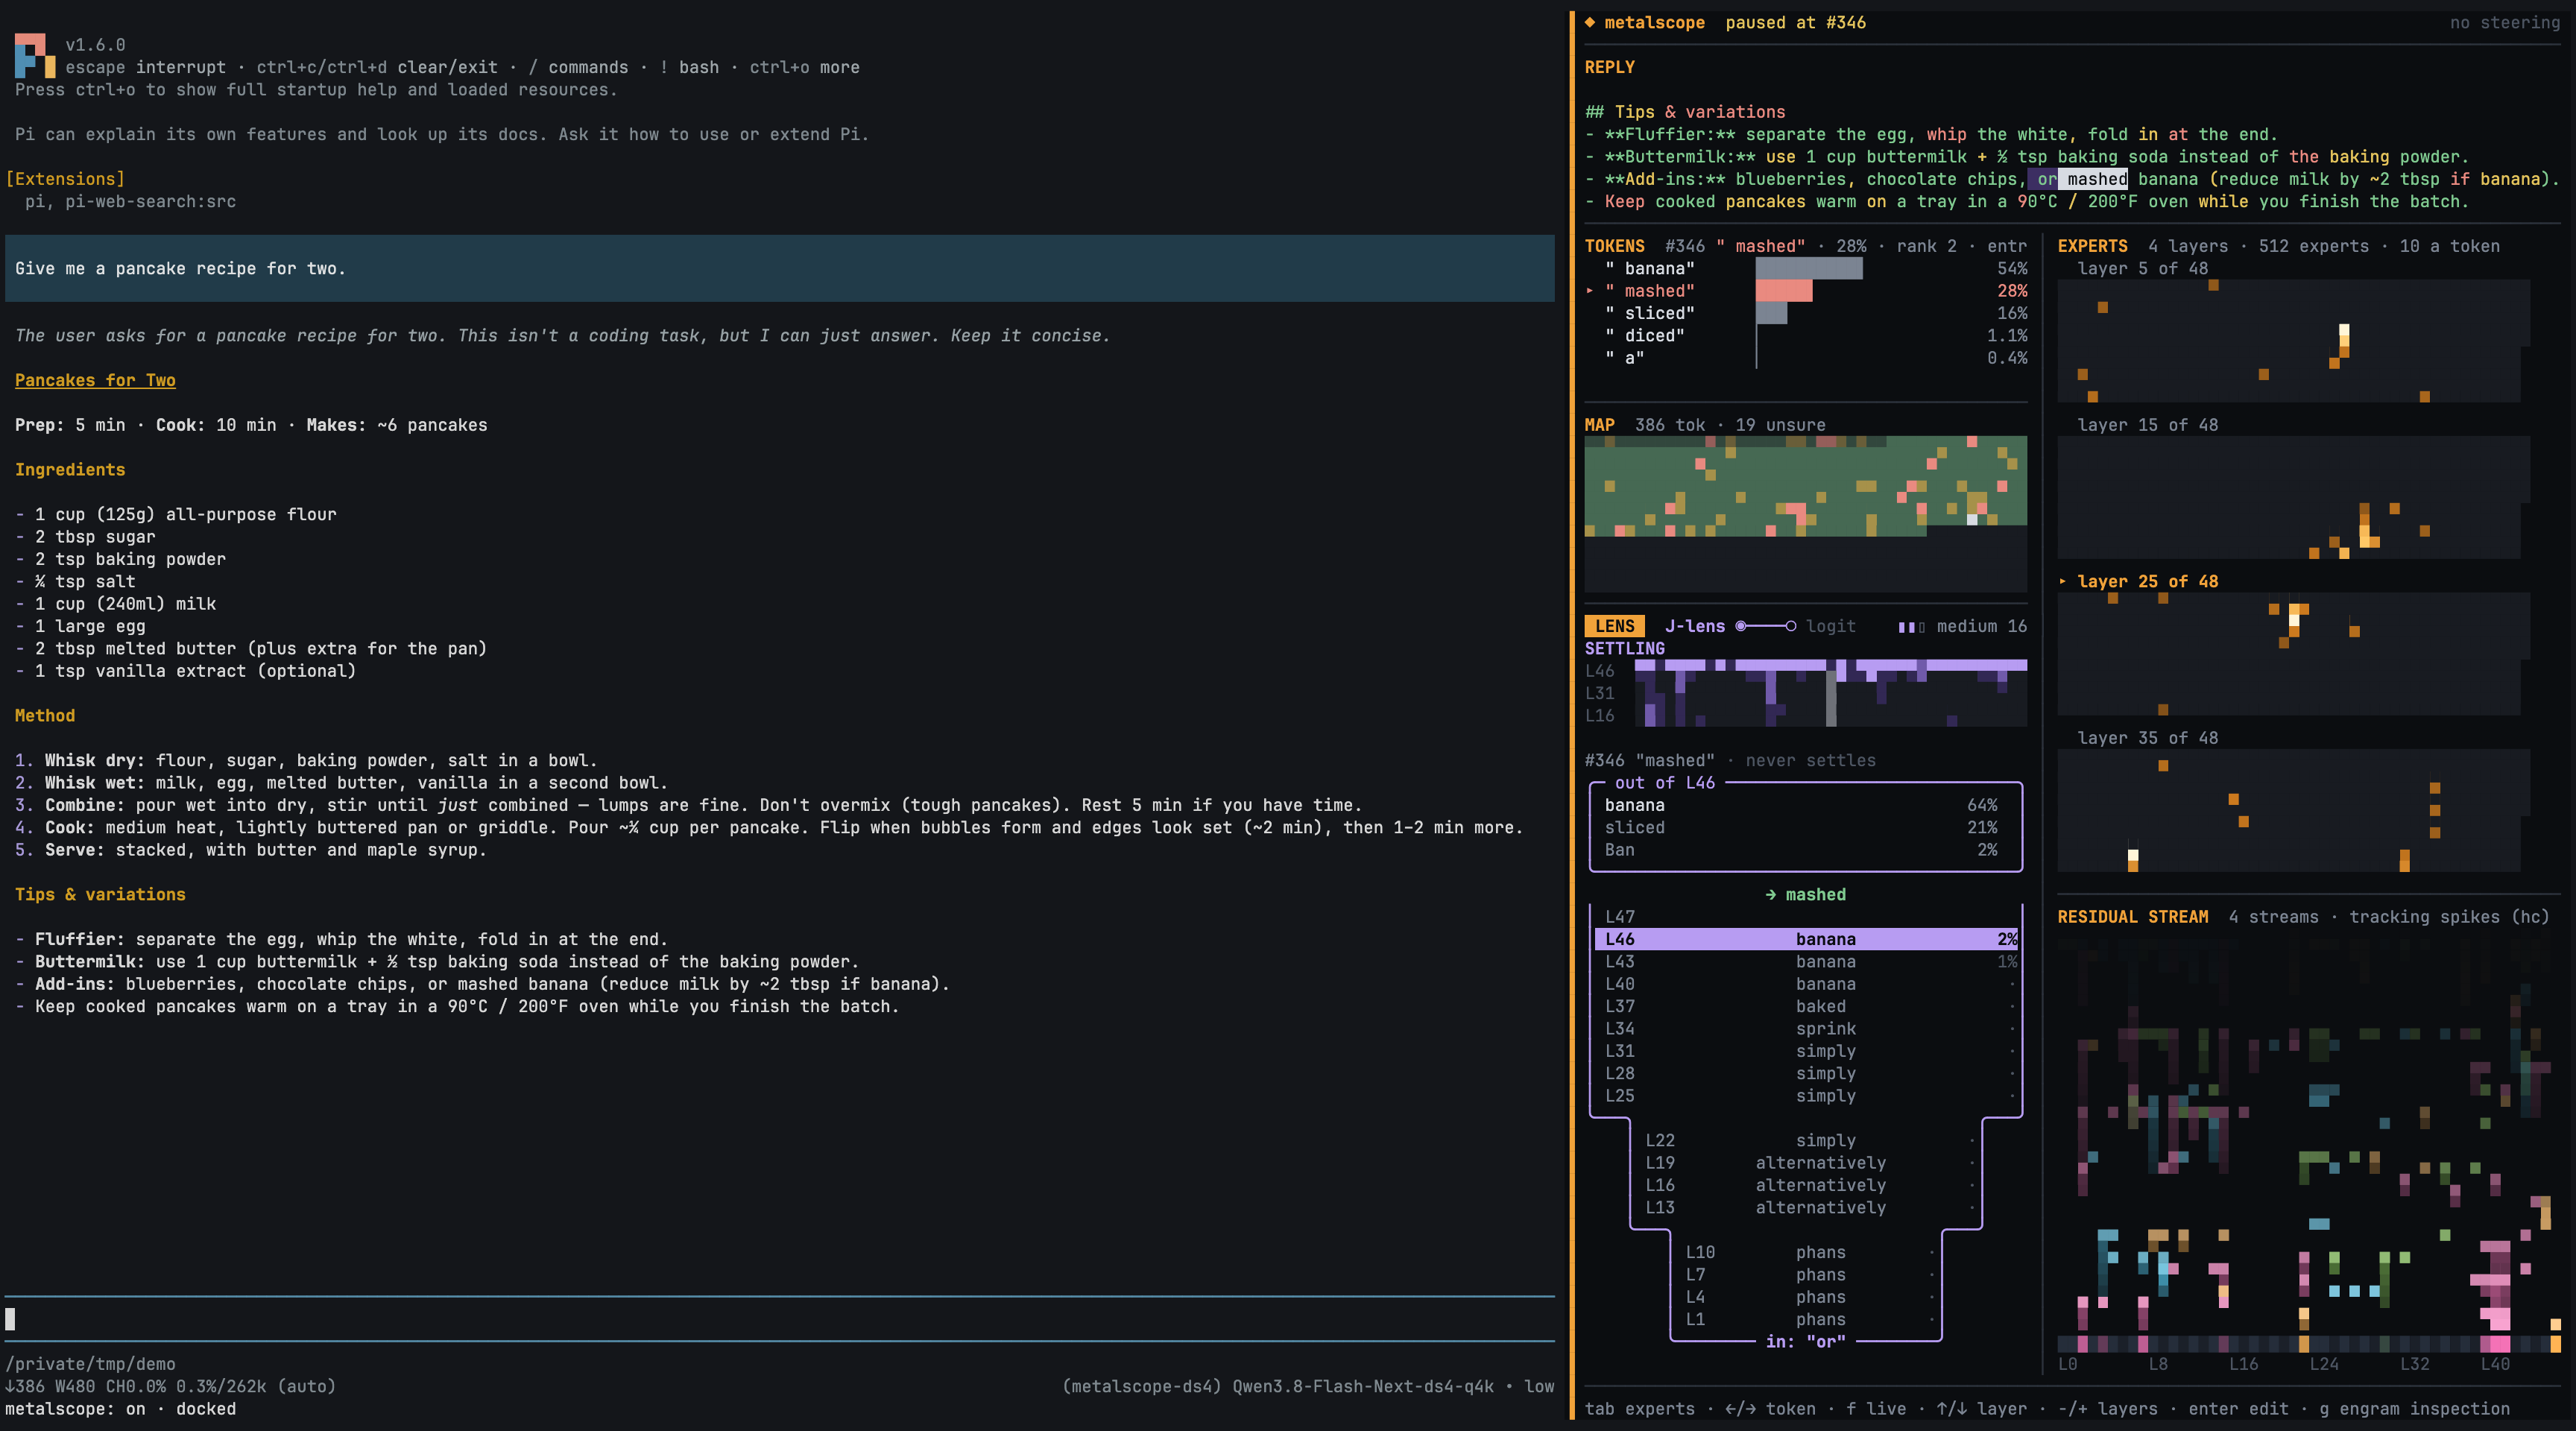 v1.6.0
escape interrupt · ctrl+c/ctrl+d clear/exit · / commands · ! bash · ctrl+o more
Press ctrl+o to show full startup help and loaded resources.
Pi can explain its own features and look up its docs. Ask it how to use or extend Pi.
[Extensions]
pi, pi-web-search:src
Give me a pancake recipe for two.
The user asks for a pancake recipe for two. This isn't a coding task, but I can just answer. Keep it concise.
Pancakes for Two
Prep: 5 min · Cook: 10 min · Makes: ~6 pancakes
Ingredients
- 1 cup (125g) all-purpose flour
- 2 tbsp sugar
- 2 tsp baking powder
- ¼ tsp salt
- 1 cup (240ml) milk
- 1 large egg
- 2 tbsp melted butter (plus extra for the pan)
- 1 tsp vanilla extract (optional)
Method
1. Whisk dry: flour, sugar, baking powder, salt in a bowl.
2. Whisk wet: milk, egg, melted butter, vanilla in a second bowl.
3. Combine: pour wet into dry, stir until just combined — lumps are fine. Don't overmix (tough pancakes). Rest 5 min if you have time.
4. Cook: medium heat, lightly buttered pan or griddle. Pour ~¼ cup per pancake. Flip when bubbles form and edges look set (~2 min), then 1–2 min more.
5. Serve: stacked, with butter and maple syrup.
Tips & variations
- Fluffier: separate the egg, whip the white, fold in at the end.
- Buttermilk: use 1 cup buttermilk + ½ tsp baking soda instead of the baking powder.
- Add-ins: blueberries, chocolate chips, or mashed banana (reduce milk by ~2 tbsp if banana).
- Keep cooked pancakes warm on a tray in a 90°C / 200°F oven while you finish the batch.
/private/tmp/demo
↓386 W480 CH0.0% 0.3%/262k (auto)
(metalscope-ds4) Qwen3.8-Flash-Next-ds4-q4k • low
metalscope: on · docked
◆ metalscope paused at #346
no steering
REPLY
## Tips & variations
- **Fluffier:** separate the egg, whip the white, fold in at the end.
- **Buttermilk:** use 1 cup buttermilk + ½ tsp baking soda instead of the baking powder.
- **Add-ins:** blueberries, chocolate chips, or mashed banana (reduce milk by ~2 tbsp if banana).
- Keep cooked pancakes warm on a tray in a 90°C / 200°F oven while you finish the batch.
TOKENS #346 " mashed" · 28% · rank 2 · entr
" banana" 54%
▸ " mashed" 28%
" sliced" 16%
" diced" 1.1%
" a" 0.4%
MAP 386 tok · 19 unsure
LENS J-lens logit medium 16
SETTLING
L46
L31
L16
#346 "mashed" · never settles
out of L46
banana 64%
sliced 21%
Ban 2%
→ mashed
L47
L46 banana 2%
L43 banana 1%
L40 banana ·
L37 baked ·
L34 sprink ·
L31 simply ·
L28 simply ·
L25 simply ·
L22 simply ·
L19 alternatively ·
L16 alternatively ·
L13 alternatively ·
L10 phans ·
L7 phans ·
L4 phans ·
L1 phans ·
in: "or"
EXPERTS 4 layers · 512 experts · 10 a token
layer 5 of 48
layer 15 of 48
▸ layer 25 of 48
layer 35 of 48
RESIDUAL STREAM 4 streams · tracking spikes (hc)
L0 L8 L16 L24 L32 L40
tab experts · ←/→ token · f live · ↑/↓ layer · -/+ layers · enter edit · g engram inspection